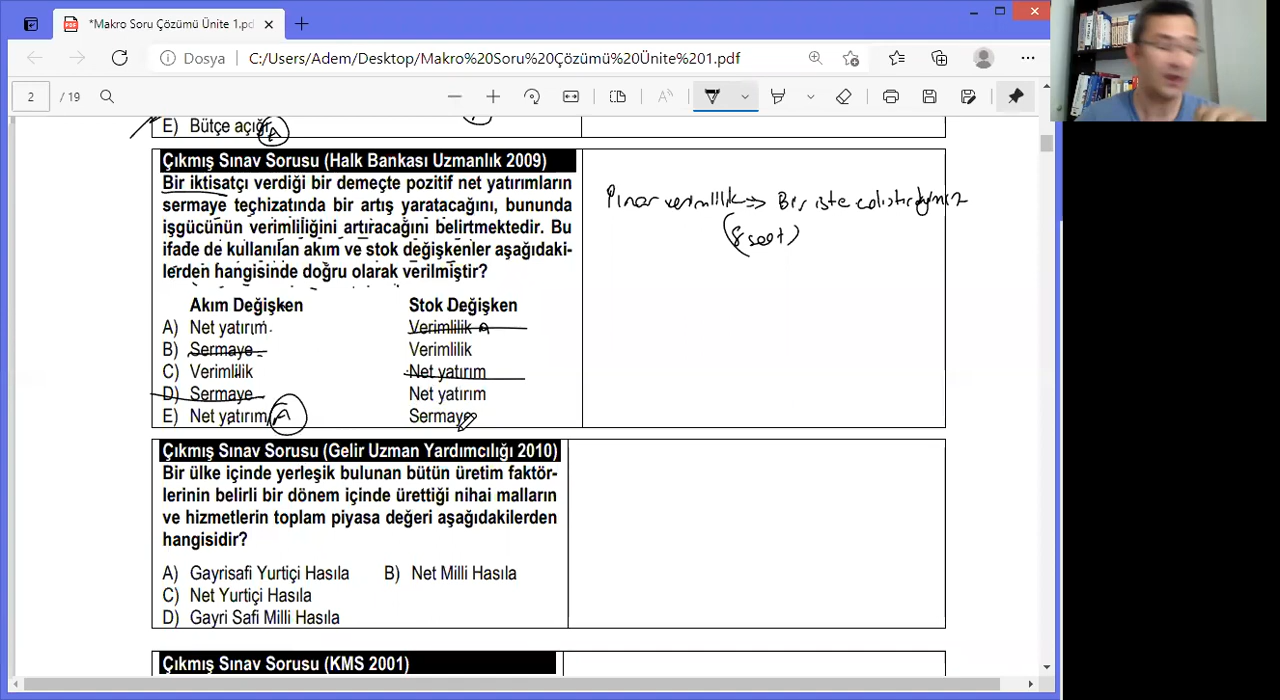 *Makro Soru Çözümü Ünite 1.pd
Dosya C:/Users/Adem/Desktop/Makro%20Soru%20Çözümü%20Ünite%201.pdf
2 / 19
E) Bütçe açığı A
Çıkmış Sınav Sorusu (Halk Bankası Uzmanlık 2009)
Bir iktisatçı verdiği bir demeçte pozitif net yatırımların
sermaye teçhizatında bir artış yaratacağını, bununda
işgücünün verimliliğini artıracağını belirtmektedir. Bu
ifade de kullanılan akım ve stok değişkenler aşağıdaki-
lerden hangisinde doğru olarak verilmiştir?
Akım Değişken Stok Değişken
A) Net yatırım Verimlilik A
B) Sermaye Verimlilik
C) Verimlilik Net yatırım
D) Sermaye Net yatırım
E) Net yatırım A Sermaye
verimlilik => Bir işte
(8 saat)
Çıkmış Sınav Sorusu (Gelir Uzman Yardımcılığı 2010)
Bir ülke içinde yerleşik bulunan bütün üretim faktör-
lerinin belirli bir dönem içinde ürettiği nihai malların
ve hizmetlerin toplam piyasa değeri aşağıdakilerden
hangisidir?
A) Gayrisafi Yurtiçi Hasıla B) Net Milli Hasıla
C) Net Yurtiçi Hasıla
D) Gayri Safi Milli Hasıla
Çıkmış Sınav Sorusu (KMS 2001)